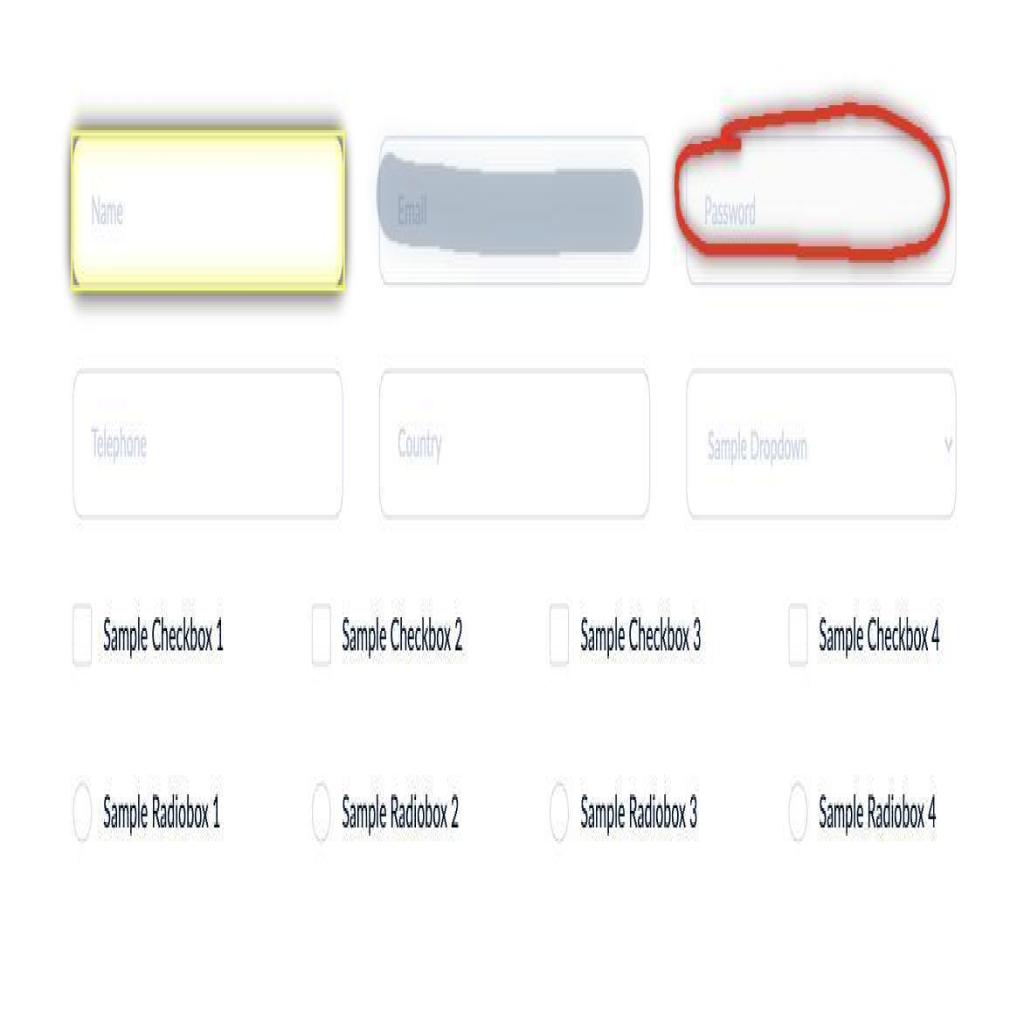 Name Email Password
Telephone Country Sample Dropdown
Sample Checkbox 1 Sample Checkbox 2 Sample Checkbox 3 Sample Checkbox 4
Sample Radiobox 1 Sample Radiobox 2 Sample Radiobox 3 Sample Radiobox 4